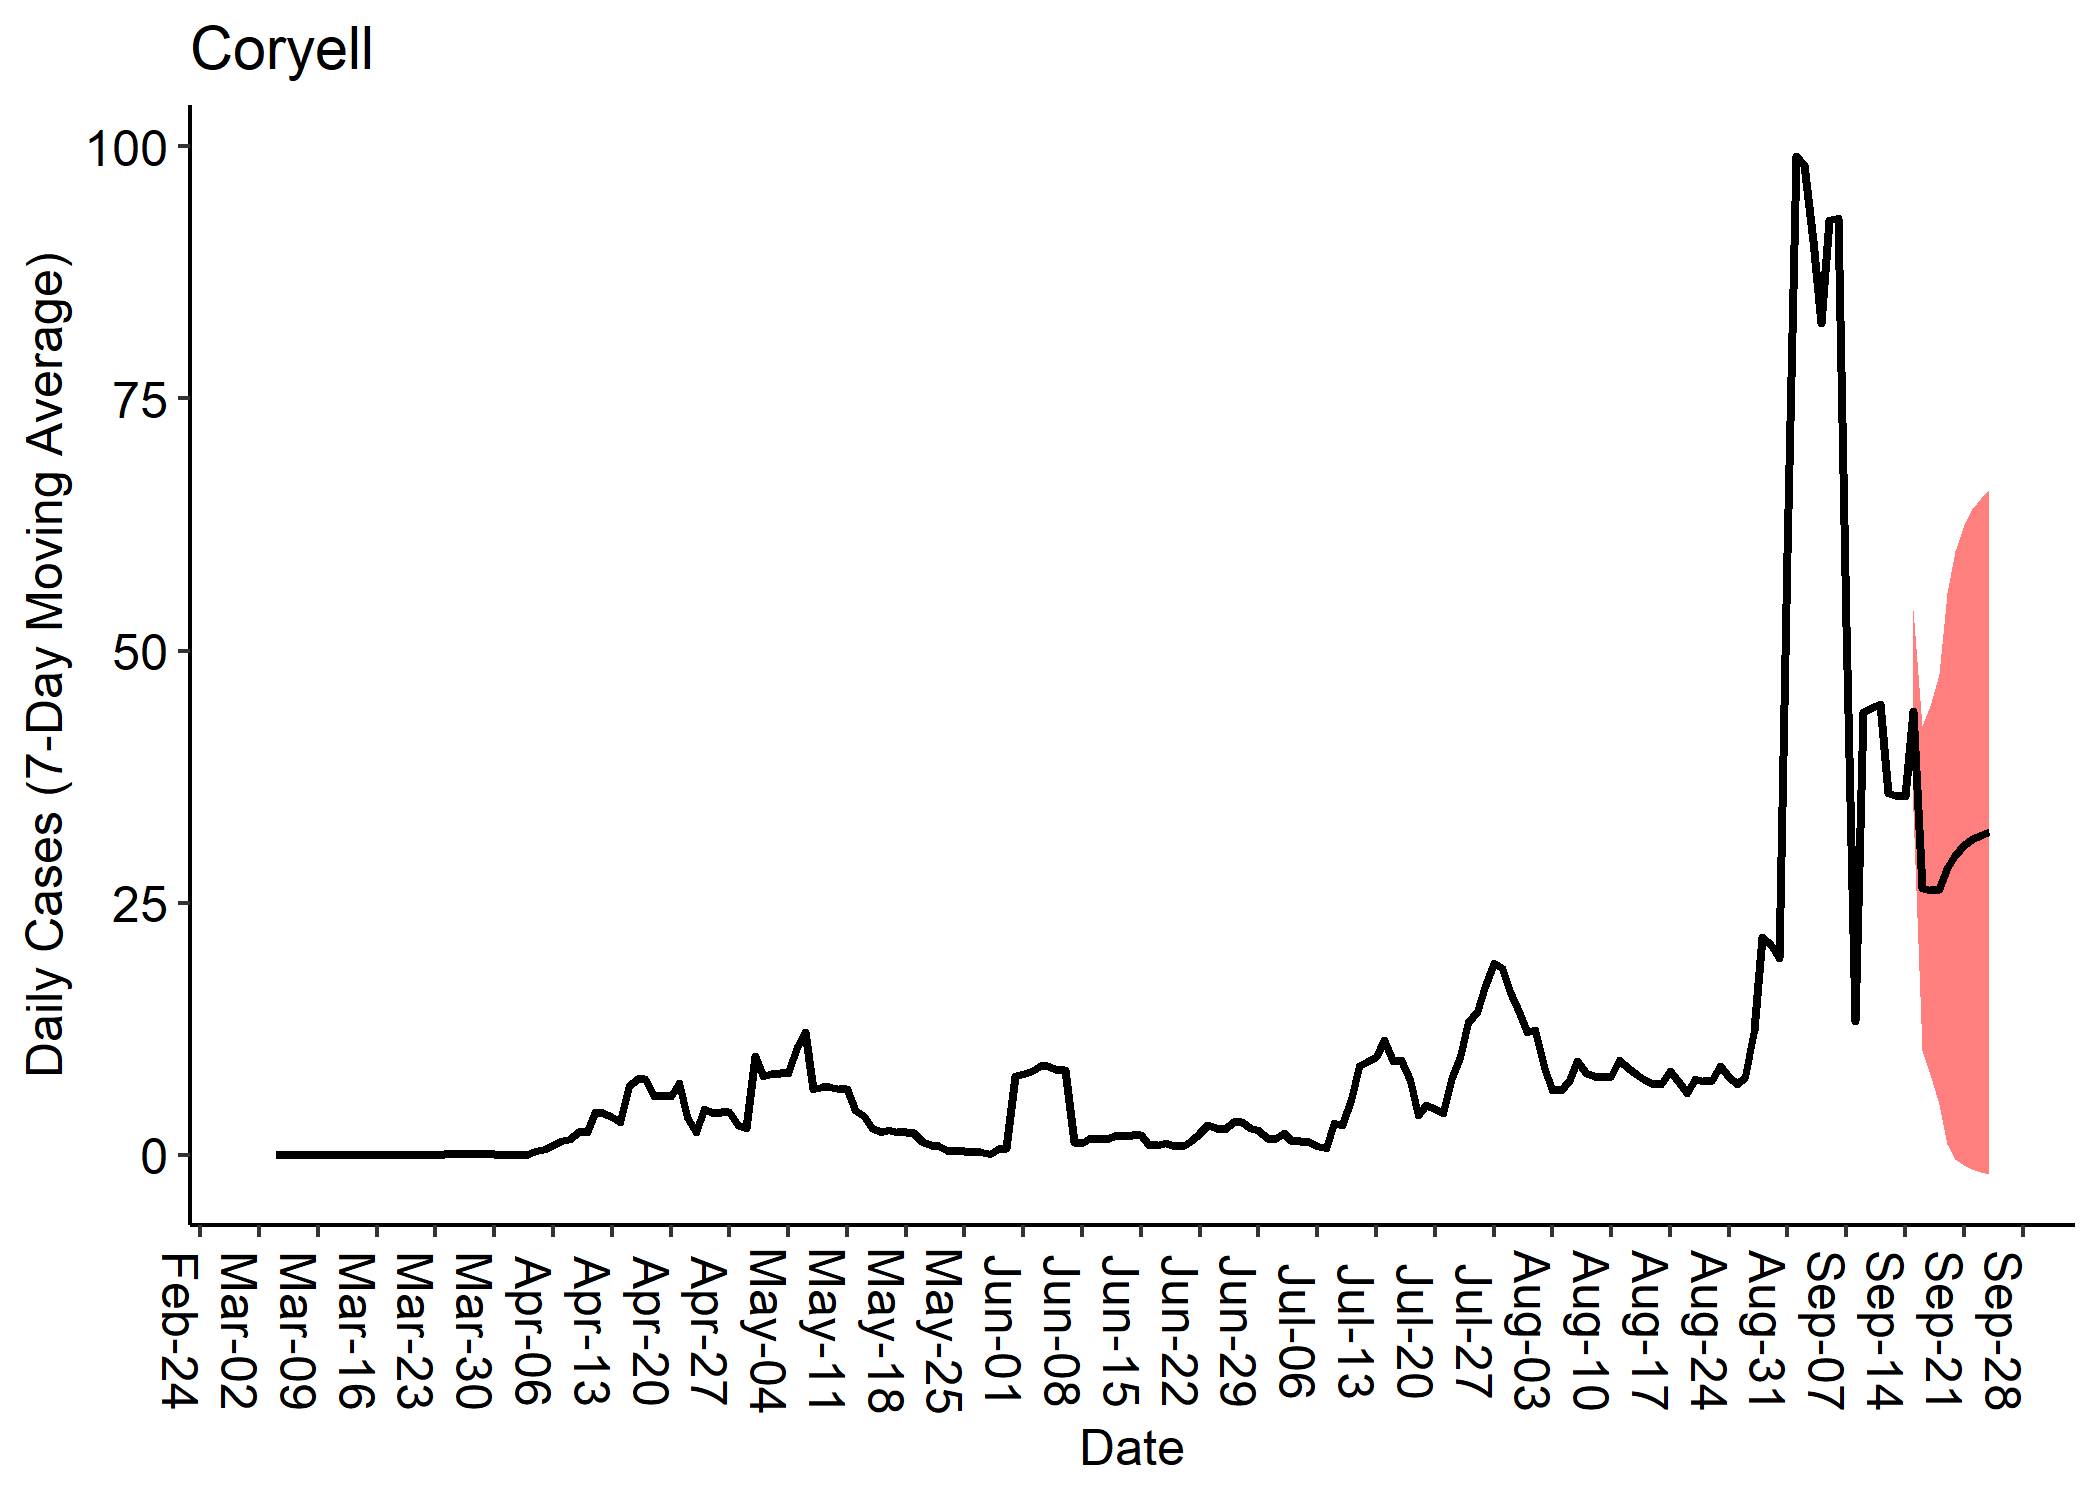 Coryell
Daily Cases (7-Day Moving Average)
100
75
50
25
0
Feb-24
Mar-02
Mar-09
Mar-16
Mar-23
Mar-30
Apr-06
Apr-13
Apr-20
Apr-27
May-04
May-11
May-18
May-25
Jun-01
Jun-08
Jun-15
Jun-22
Jun-29
Jul-06
Jul-13
Jul-20
Jul-27
Aug-03
Aug-10
Aug-17
Aug-24
Aug-31
Sep-07
Sep-14
Sep-21
Sep-28
Date